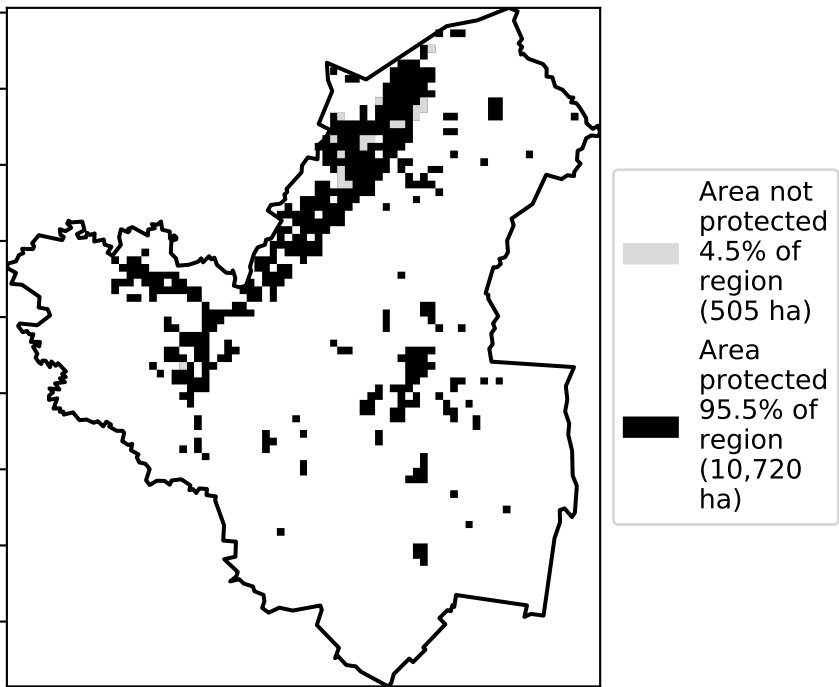 Area not
protected
4.5% of
region
(505 ha)
Area
protected
95.5% of
region
(10,720
ha)